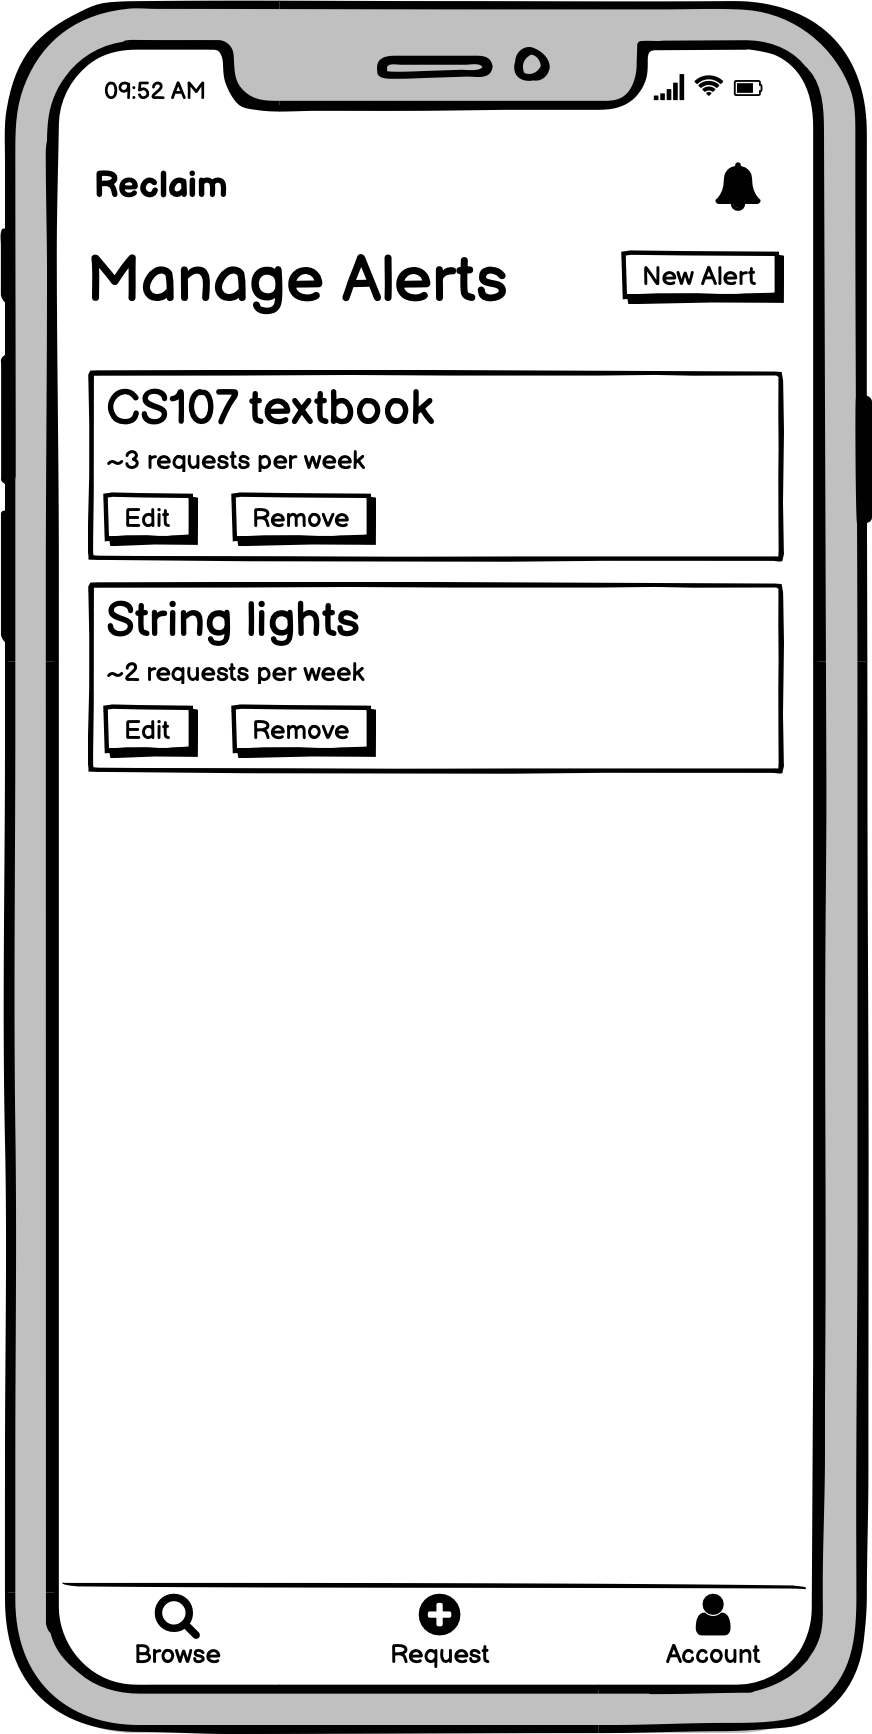 09:52 AM
Reclaim
Manage Alerts
New Alert
CS107 textbook
~3 requests per week
Edit Remove
String lights
~2 requests per week
Edit Remove
Browse Request Account